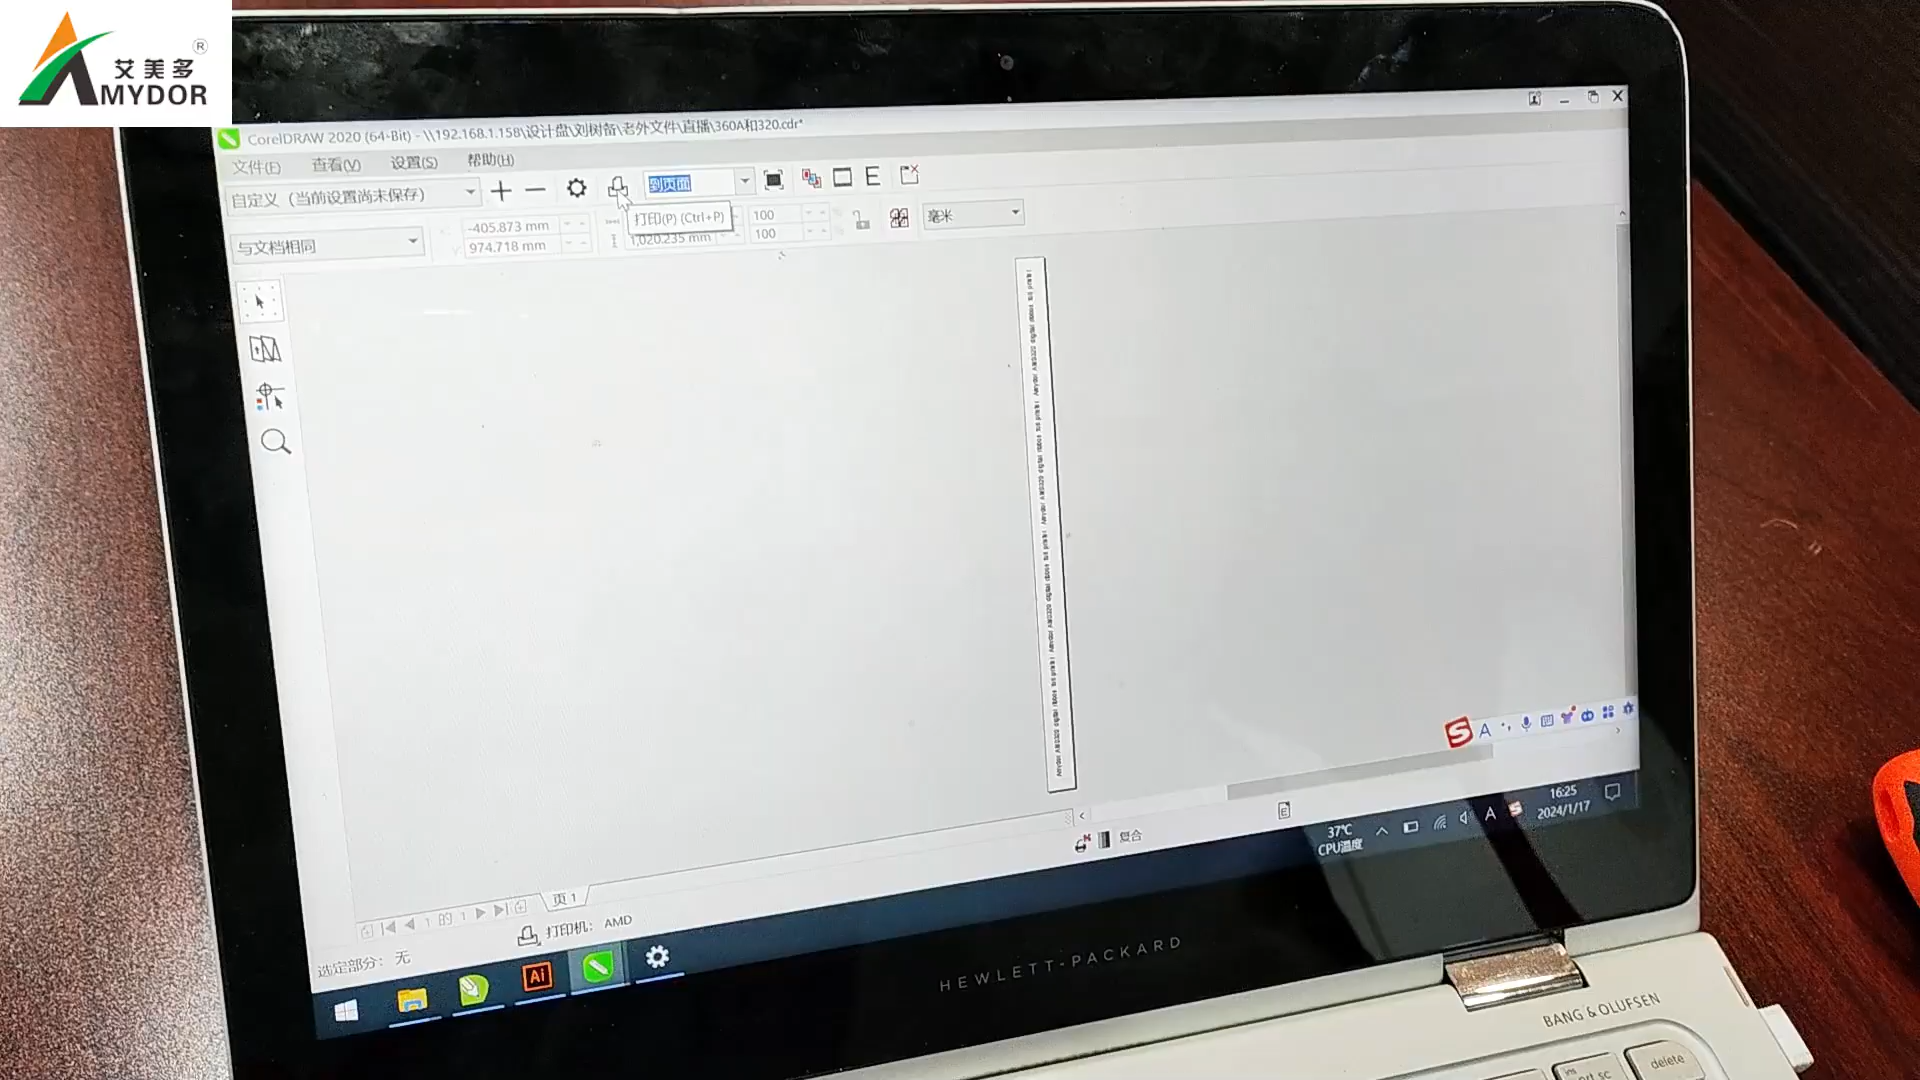 艾美多®
AMYDOR
CorelDRAW 2020 (64-Bit) - \\192.168.1.158\设计盘\刘树备\老外文件\直播\360A和320.cdr*
文件(F) 查看(V) 设置(S) 帮助(H)
自定义（当前设置尚未保存） 到页面 E
打印(P) (Ctrl+P)
与文档相同 -405.873 mm 100 毫米
974.718 mm 1,020.235 mm 100
S A
16:25
2024/1/17
37℃
CPU温度
A
复合
1 的 1 页 1
打印机: AMD
选定部分: 无
Ai
HEWLETT-PACKARD
BANG & OLUFSEN
ins
prt sc
delete